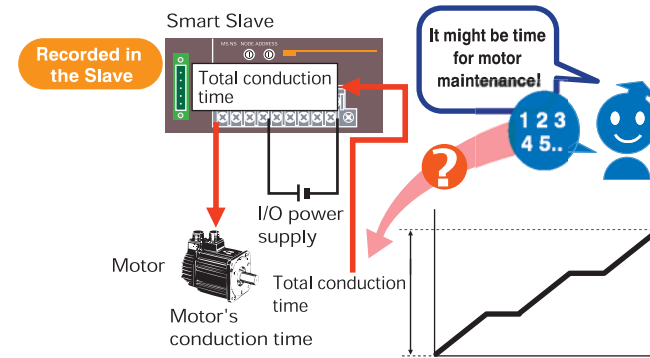 Smart Slave
Recorded in
the Slave
MS NS  NODE ADDRESS
Total conduction
time
It might be time
for motor
maintenance!
1 2 3
4 5..
?
I/O power
supply
Motor
Motor's
conduction time
Total conduction
time